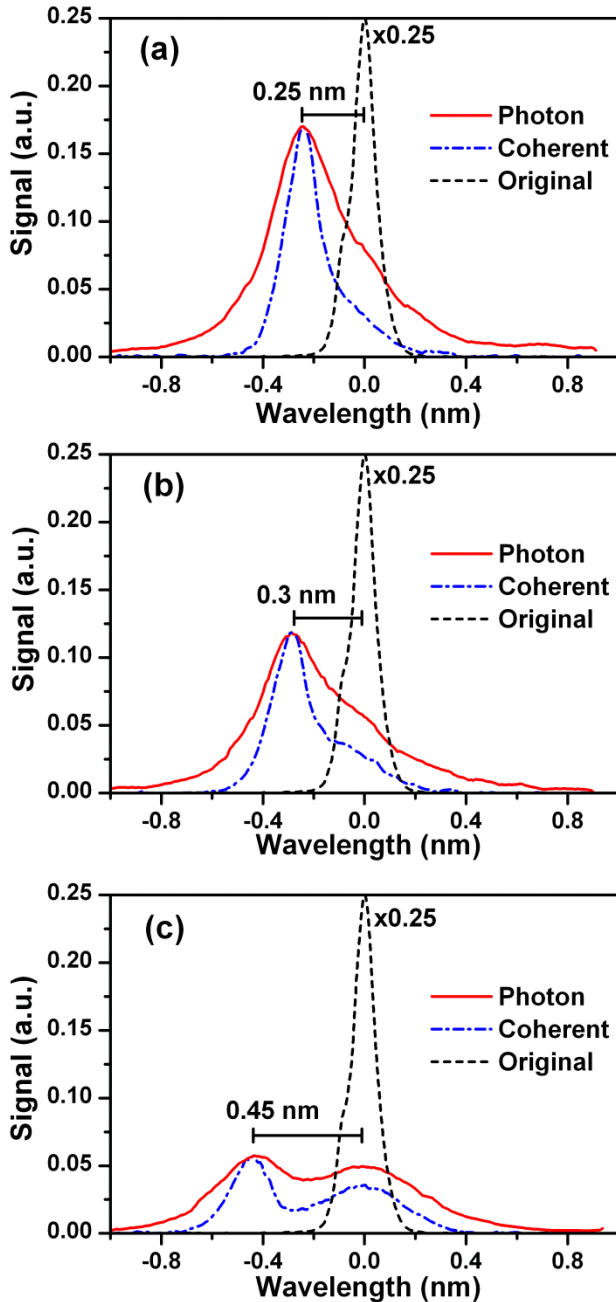 (a)
x0.25
0.25 nm
Photon
Coherent
Original
Signal (a.u.)
0.25
0.20
0.15
0.10
0.05
0.00
-0.8 -0.4 0.0 0.4 0.8
Wavelength (nm)
(b)
x0.25
0.3 nm
Photon
Coherent
Original
Signal (a.u.)
0.25
0.20
0.15
0.10
0.05
0.00
-0.8 -0.4 0.0 0.4 0.8
Wavelength (nm)
(c)
x0.25
0.45 nm
Photon
Coherent
Original
Signal (a.u.)
0.25
0.20
0.15
0.10
0.05
0.00
-0.8 -0.4 0.0 0.4 0.8
Wavelength (nm)